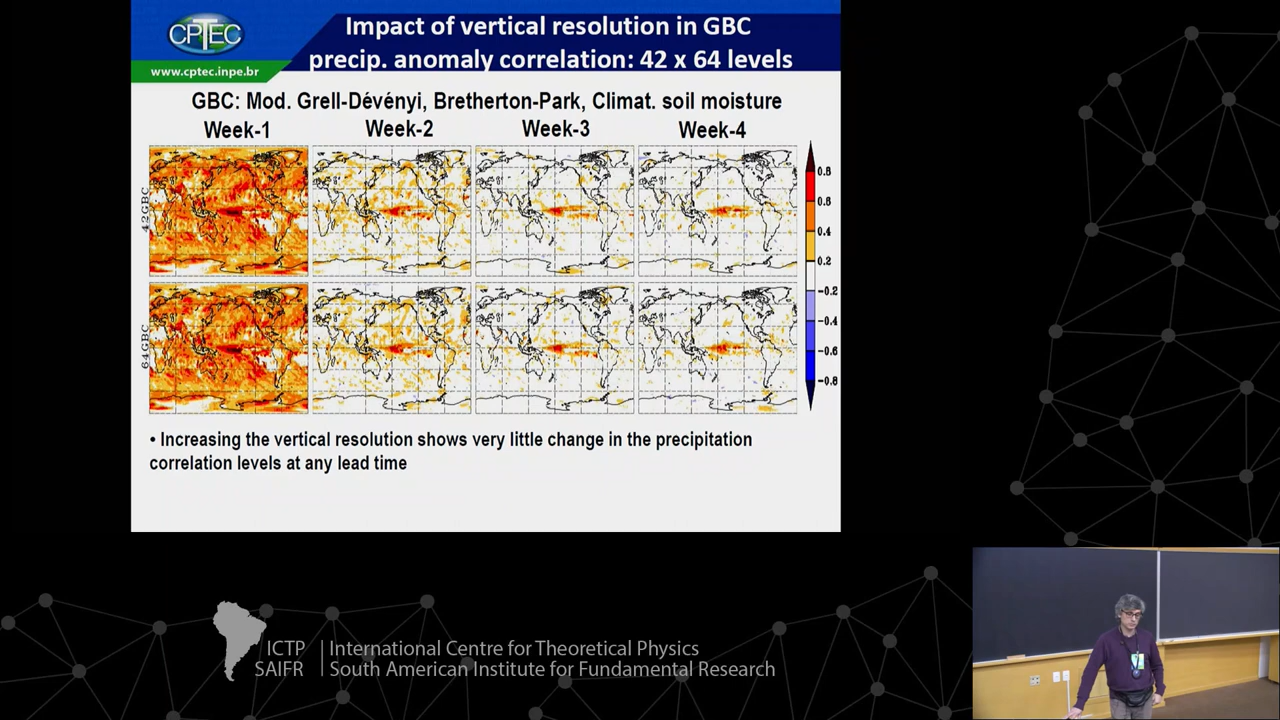 CPTEC
www.cptec.inpe.br
Impact of vertical resolution in GBC
precip. anomaly correlation: 42 x 64 levels
GBC: Mod. Grell-Dévényi, Bretherton-Park, Climat. soil moisture
Week-1 Week-2 Week-3 Week-4
42GBC
64GBC
0.8
0.6
0.4
0.2
-0.2
-0.4
-0.6
-0.8
• Increasing the vertical resolution shows very little change in the precipitation
correlation levels at any lead time
ICTP
SAIFR
International Centre for Theoretical Physics
South American Institute for Fundamental Research